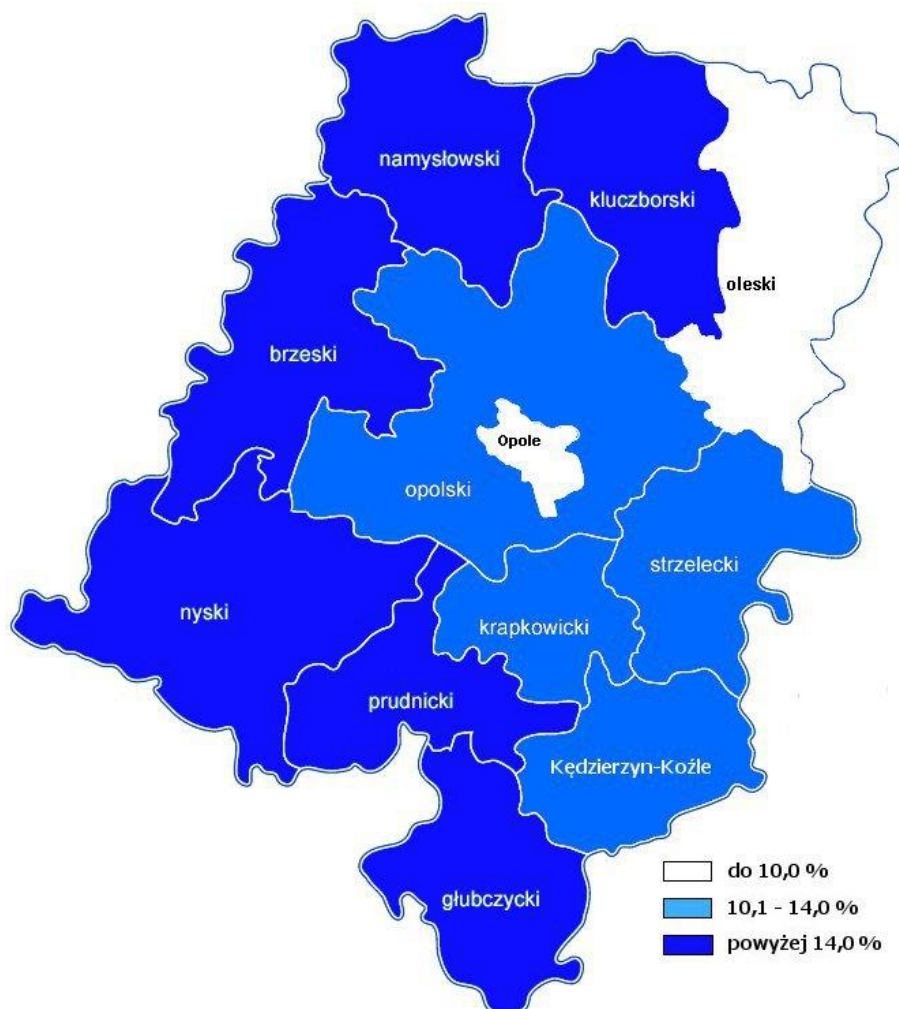 namysłowski
kluczborski
oleski
brzeski
Opole
opolski
strzelecki
nyski
krapkowicki
prudnicki
Kędzierzyn-Koźle
głubczycki
do 10,0 %
10,1 - 14,0 %
powyżej 14,0 %